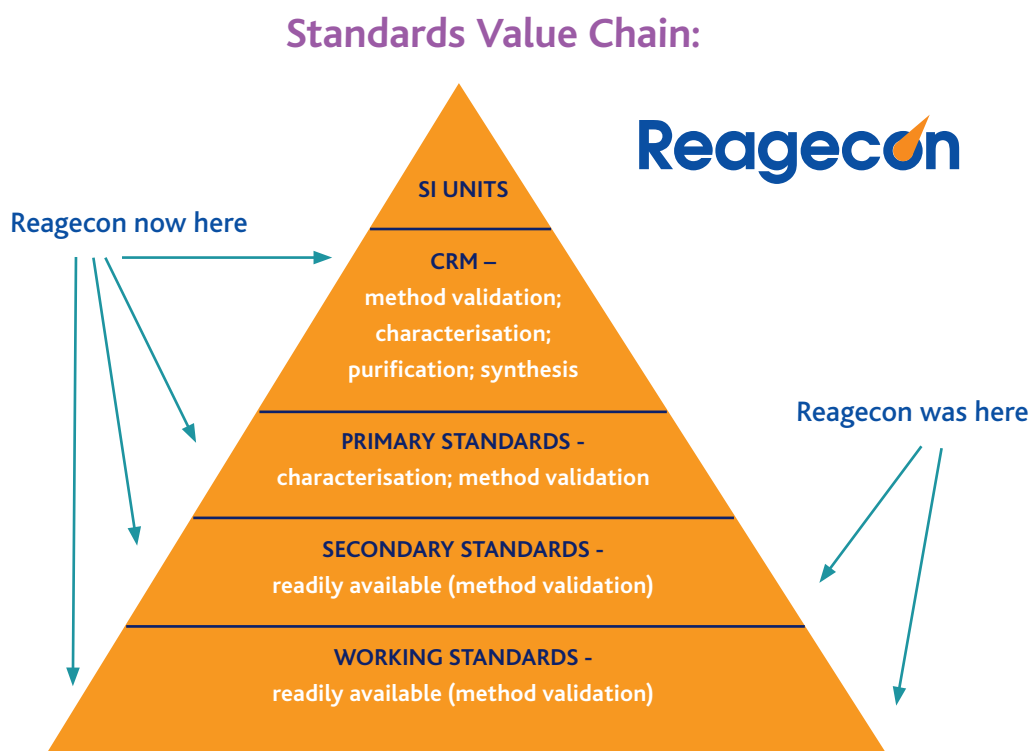 Standards Value Chain:
Reagecon
SI UNITS
Reagecon now here
CRM –
method validation;
characterisation;
purification; synthesis
Reagecon was here
PRIMARY STANDARDS -
characterisation; method validation
SECONDARY STANDARDS -
readily available (method validation)
WORKING STANDARDS -
readily available (method validation)